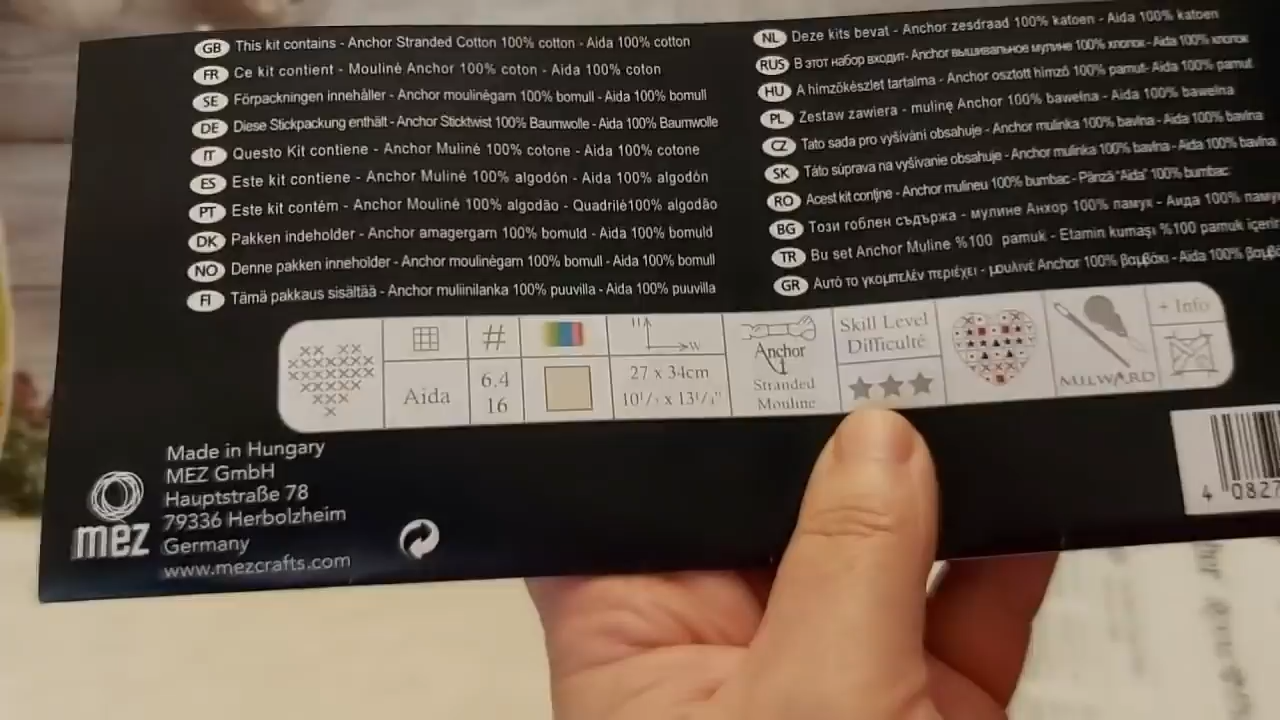 GB This kit contains - Anchor Stranded Cotton 100% cotton - Aida 100% cotton
FR Ce kit contient - Mouliné Anchor 100% coton - Aida 100% coton
SE Förpackningen innehåller - Anchor moulinégarn 100% bomull - Aida 100% bomull
DE Diese Stickpackung enthält - Anchor Sticktwist 100% Baumwolle - Aida 100% Baumwolle
IT Questo Kit contiene - Anchor Muliné 100% cotone - Aida 100% cotone
ES Este kit contiene - Anchor Muliné 100% algodón - Aida 100% algodón
PT Este kit contém - Anchor Mouliné 100% algodão - Quadrilé100% algodão
DK Pakken indeholder - Anchor amagergarn 100% bomuld - Aida 100% bomuld
NO Denne pakken inneholder - Anchor moulinégarn 100% bomull - Aida 100% bomull
FI Tämä pakkaus sisältää - Anchor muliinilanka 100% puuvilla - Aida 100% puuvilla
NL Deze kits bevat - Anchor zesdraad 100% katoen - Aida 100% katoen
RUS В этот набор входит- Anchor вышивальное мулине 100% хлопок - Aida 100% хлопок
HU A hímzőkészlet tartalma - Anchor osztott hímző 100% pamut- Aida 100% pamut
PL Zestaw zawiera - mulinę Anchor 100% bawełna - Aida 100% bawełna
CZ Tato sada pro vyšívání obsahuje - Anchor mulinka 100% bavlna - Aida 100% bavlna
SK Táto súprava na vyšívanie obsahuje - Anchor mulinka 100% bavlna - Aida 100% bavlna
RO Acest kit conține - Anchor mulineu 100% bumbac - Pânză "Aida" 100% bumbac
BG Този гоблен съдържа - мулине Анхор 100% памук - Аида 100%
TR Bu set Anchor Muline %100 pamuk - Etamin kumaşı %100 pamuk
GR Αυτό το γκομπελέν περιέχει - μουλινέ Anchor 100% βαμβάκι - Aida 100%
Aida
#
6.4
16
H
W
27 x 34cm
10¹/₂ x 13¹/₂"
Anchor
Stranded
Mouline
Skill Level
Difficulté
MILWARD
+ Info
Made in Hungary
MEZ GmbH
Hauptstraße 78
79336 Herbolzheim
Germany
www.mezcrafts.com
mez
4 0827